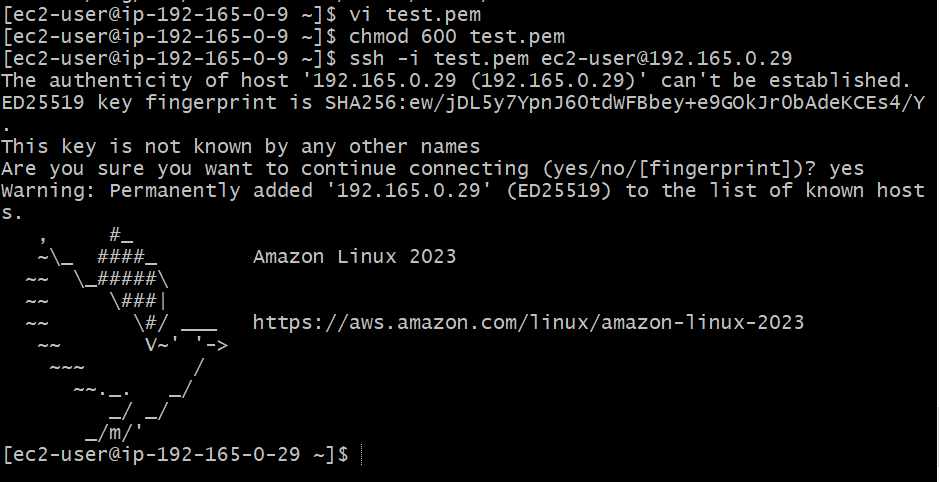 [ec2-user@ip-192-165-0-9 ~]$ vi test.pem
[ec2-user@ip-192-165-0-9 ~]$ chmod 600 test.pem
[ec2-user@ip-192-165-0-9 ~]$ ssh -i test.pem ec2-user@192.165.0.29
The authenticity of host '192.165.0.29 (192.165.0.29)' can't be established.
ED25519 key fingerprint is SHA256:ew/jDL5y7YpnJ6OtdWFBbey+e9GOkJr0bAdeKCEs4/Y
.
This key is not known by any other names
Are you sure you want to continue connecting (yes/no/[fingerprint])? yes
Warning: Permanently added '192.165.0.29' (ED25519) to the list of known host
s.
   ,     #_
   ~\_  ####_        Amazon Linux 2023
  ~~  \_#####\
  ~~     \###|
  ~~       \#/ ___   https://aws.amazon.com/linux/amazon-linux-2023
   ~~       V~' '->
    ~~~         /
      ~~._.   _/
         _/ _/
       _/m/'
[ec2-user@ip-192-165-0-29 ~]$